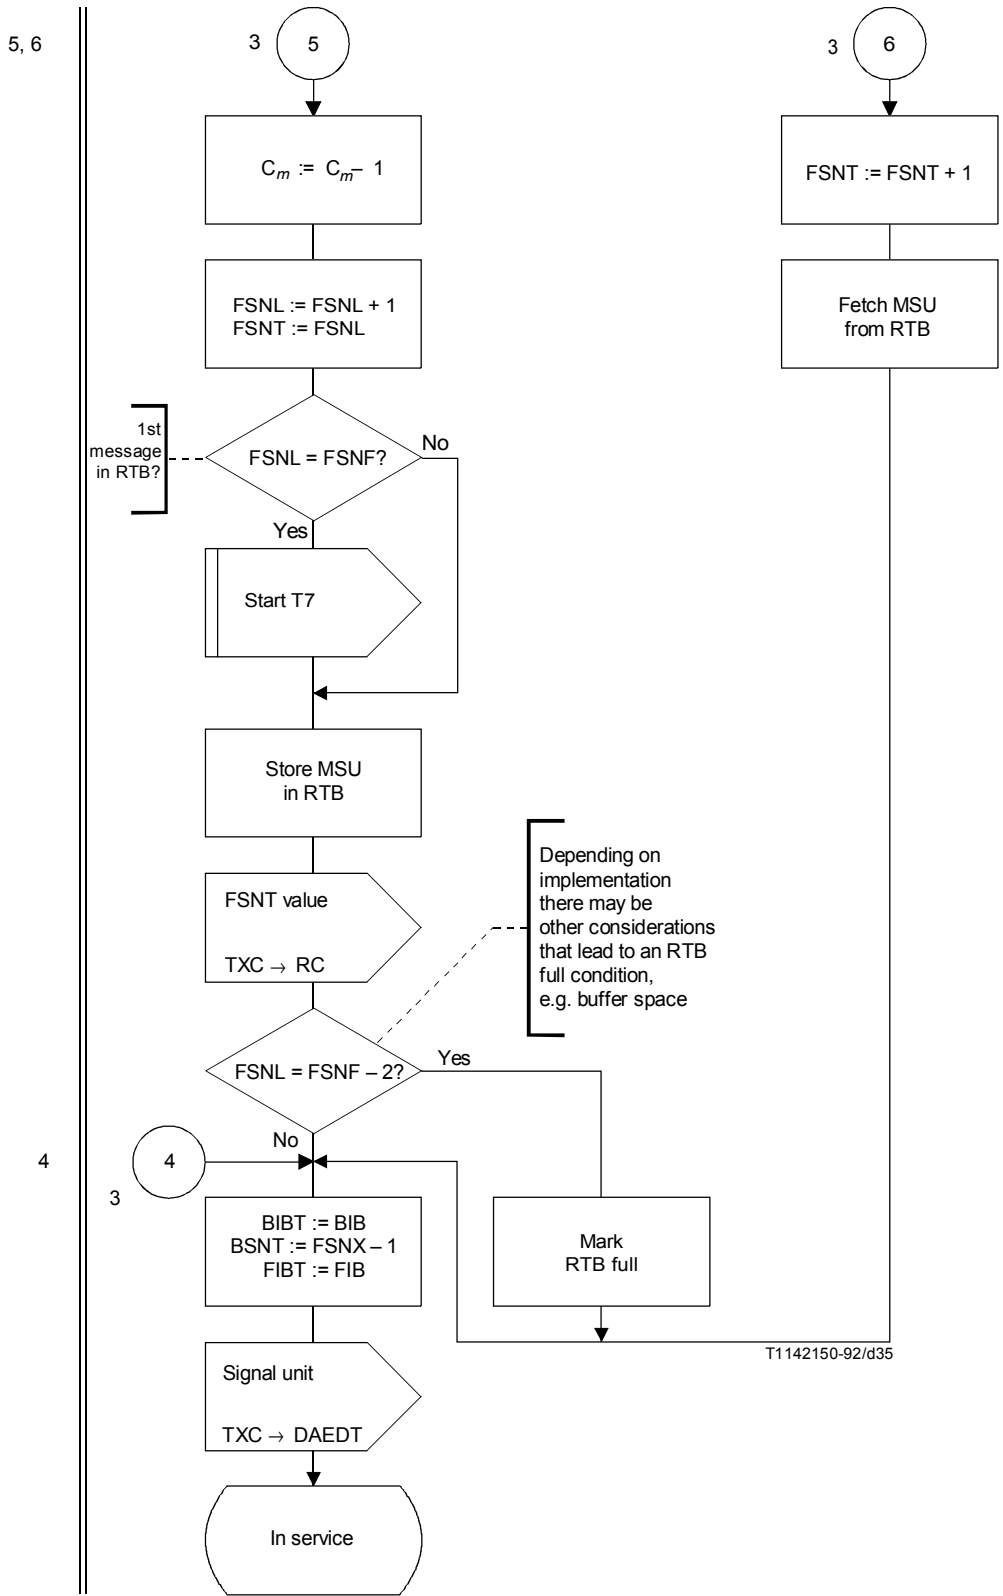 5, 6
3
5
3
6
Cm := Cm – 1
FSNT := FSNT + 1
FSNL := FSNL + 1
FSNT := FSNL
Fetch MSU
from RTB
1st
message
in RTB?
FSNL = FSNF?
No
Yes
Start T7
Store MSU
in RTB
Depending on
implementation
there may be
other considerations
that lead to an RTB
full condition,
e.g. buffer space
FSNT value
TXC → RC
FSNL = FSNF – 2?
Yes
No
4
4
3
BIBT := BIB
BSNT := FSNX – 1
FIBT := FIB
Mark
RTB full
T1142150-92/d35
Signal unit
TXC → DAEDT
In service